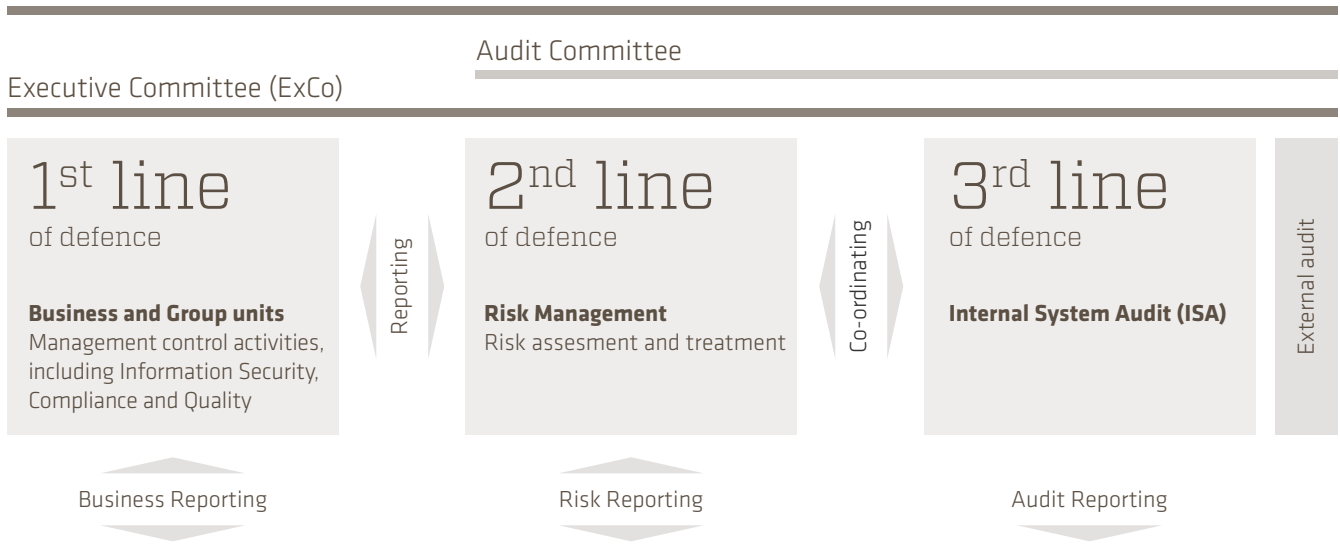 Audit Committee
Executive Committee (ExCo)
1st line
of defence
Business and Group units
Management control activities,
including Information Security,
Compliance and Quality
Reporting
2nd line
of defence
Risk Management
Risk assesment and treatment
Co-ordinating
3rd line
of defence
Internal System Audit (ISA)
External audit
Business Reporting
Risk Reporting
Audit Reporting